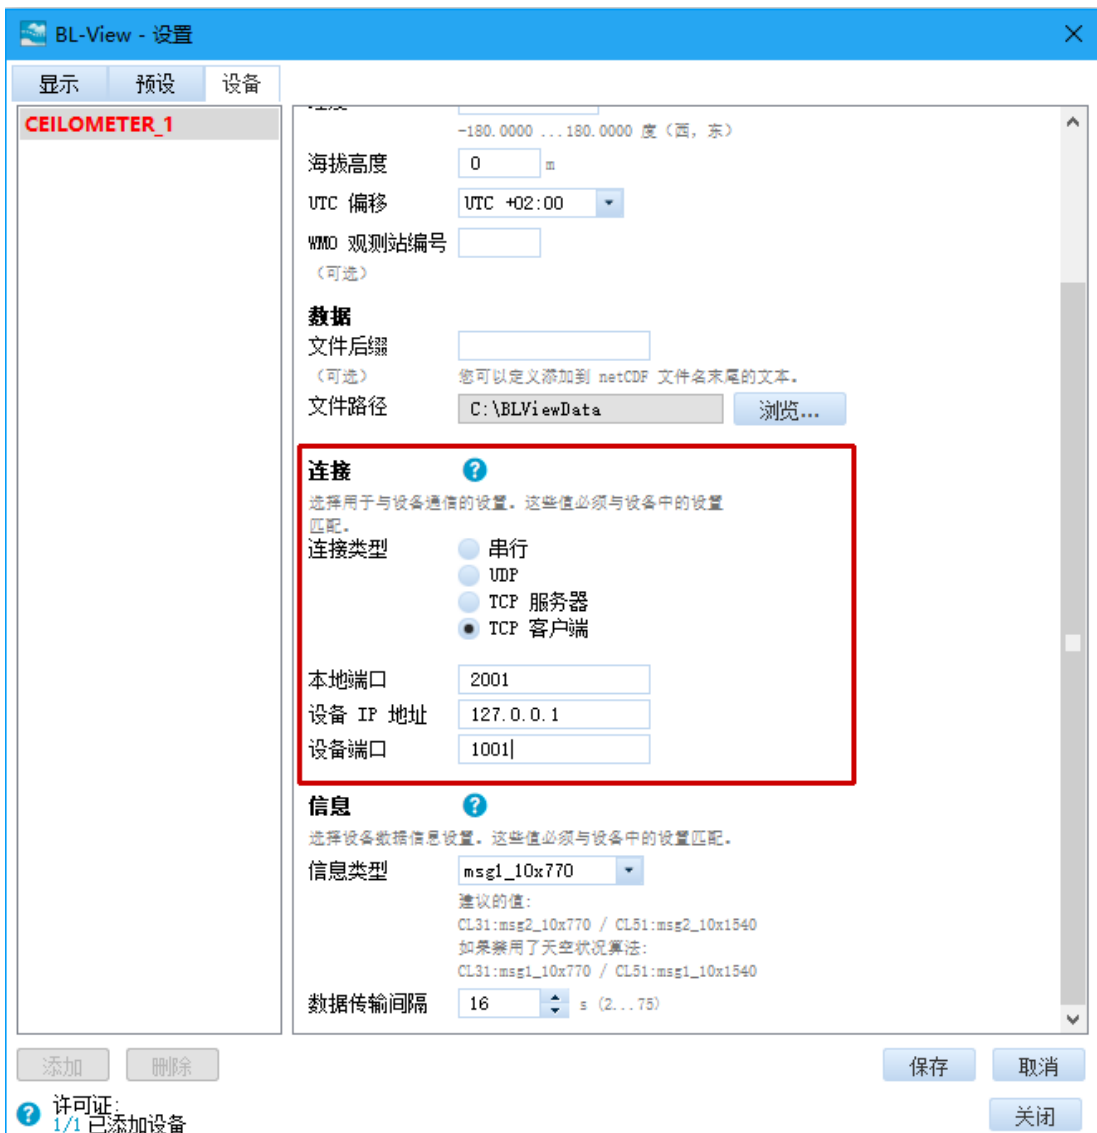 BL-View - 设置
显示 预设 设备
CEILOMETER_1
-180.0000 ...180.0000 度（西，东）
海拔高度 0 m
UTC 偏移 UTC +02:00
WMO 观测站编号
（可选）
数据
文件后缀
（可选） 您可以定义添加到 netCDF 文件名末尾的文本。
文件路径 C:\BLViewData 浏览...
连接 ?
选择用于与设备通信的设置。这些值必须与设备中的设置
匹配。
连接类型 串行
UDP
TCP 服务器
TCP 客户端
本地端口 2001
设备 IP 地址 127.0.0.1
设备端口 1001
信息 ?
选择设备数据信息设置。这些值必须与设备中的设置匹配。
信息类型 msg1_10x770
建议的值：
CL31:msg2_10x770 / CL51:msg2_10x1540
如果禁用了天空状况算法：
CL31:msg1_10x770 / CL51:msg1_10x1540
数据传输间隔 16 s (2...75)
添加 删除 保存 取消
? 许可证：
1/1 已添加设备 关闭